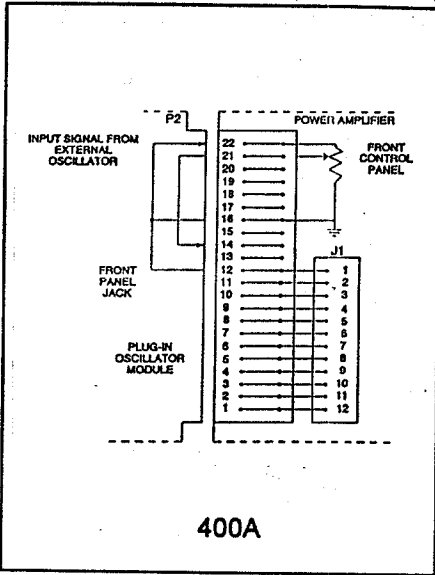 P2
POWER AMPLIFIER
INPUT SIGNAL FROM
EXTERNAL
OSCILLATOR
FRONT
CONTROL
PANEL
22
21
20
19
18
17
16
15
14
13
12
11
10
9
8
7
6
5
4
3
2
1
J1
1
2
3
4
5
6
7
8
9
10
11
12
FRONT
PANEL
JACK
PLUG-IN
OSCILLATOR
MODULE
400A